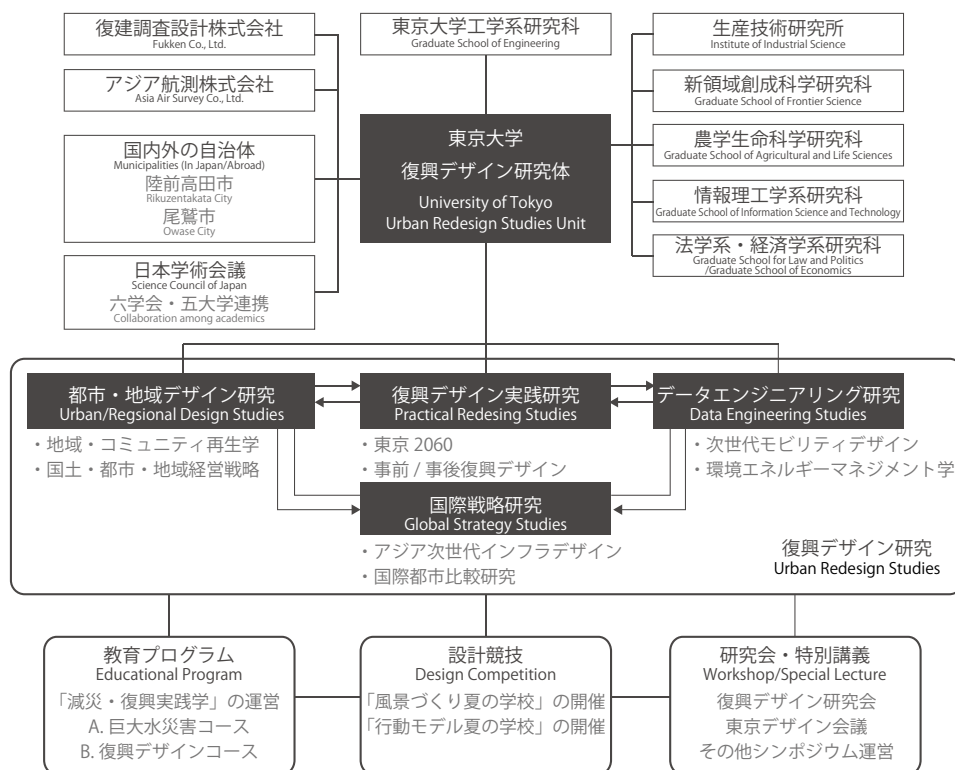 復建調査設計株式会社
Fukken Co., Ltd.
アジア航測株式会社
Asia Air Survey Co., Ltd.
国内外の自治体
Municipalities (In Japan/Abroad)
陸前高田市
Rikuzentakata City
尾鷲市
Owase City
日本学術会議
Science Council of Japan
六学会・五大学連携
Collaboration among academics
東京大学工学系研究科
Graduate School of Engineering
東京大学
復興デザイン研究体
University of Tokyo
Urban Redesign Studies Unit
生産技術研究所
Institute of Industrial Science
新領域創成科学研究科
Graduate School of Frontier Science
農学生命科学研究科
Graduate School of Agricultural and Life Sciences
情報理工学系研究科
Graduate School of Information Science and Technology
法学系・経済学系研究科
Graduate School for Law and Politics
/Graduate School of Economics
都市・地域デザイン研究
Urban/Regsional Design Studies
・地域・コミュニティ再生学
・国土・都市・地域経営戦略
復興デザイン実践研究
Practical Redesing Studies
・東京 2060
・事前 / 事後復興デザイン
データエンジニアリング研究
Data Engineering Studies
・次世代モビリティデザイン
・環境エネルギーマネジメント学
国際戦略研究
Global Strategy Studies
・アジア次世代インフラデザイン
・国際都市比較研究
復興デザイン研究
Urban Redesign Studies
教育プログラム
Educational Program
「減災・復興実践学」の運営
A. 巨大水災害コース
B. 復興デザインコース
設計競技
Design Competition
「風景づくり夏の学校」の開催
「行動モデル夏の学校」の開催
研究会・特別講義
Workshop/Special Lecture
復興デザイン研究会
東京デザイン会議
その他シンポジウム運営